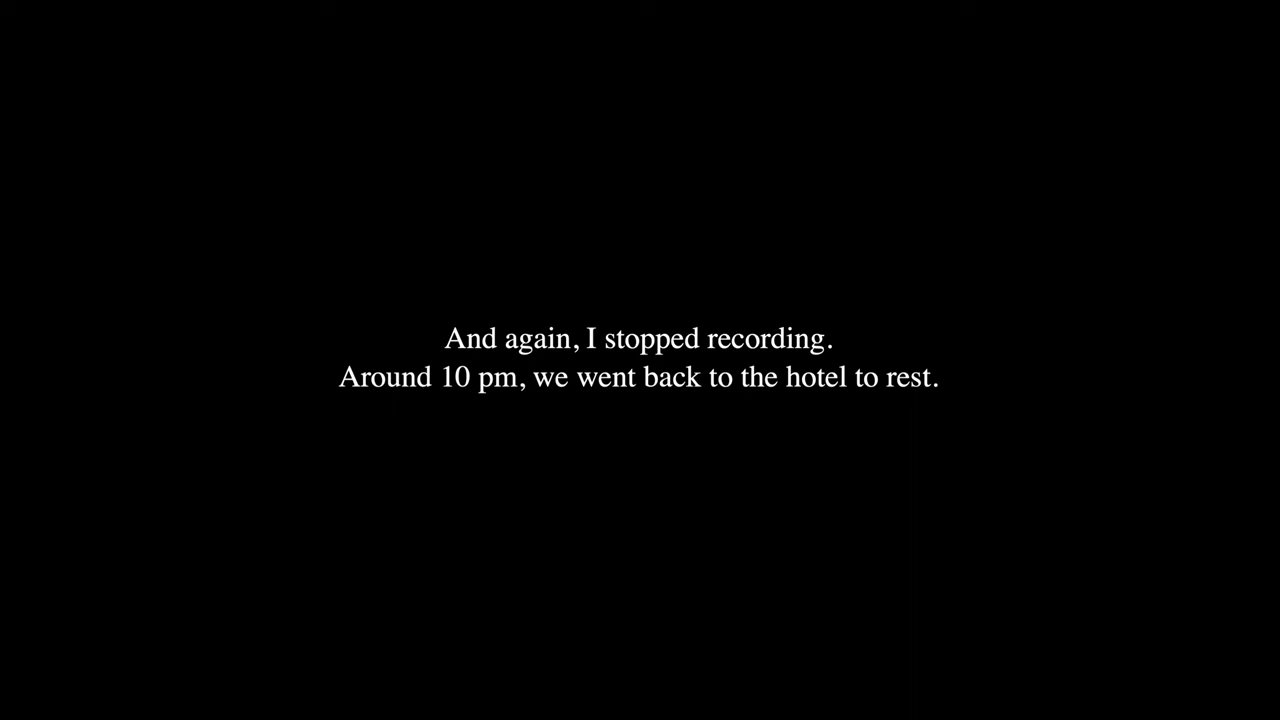 And again, I stopped recording.
Around 10 pm, we went back to the hotel to rest.